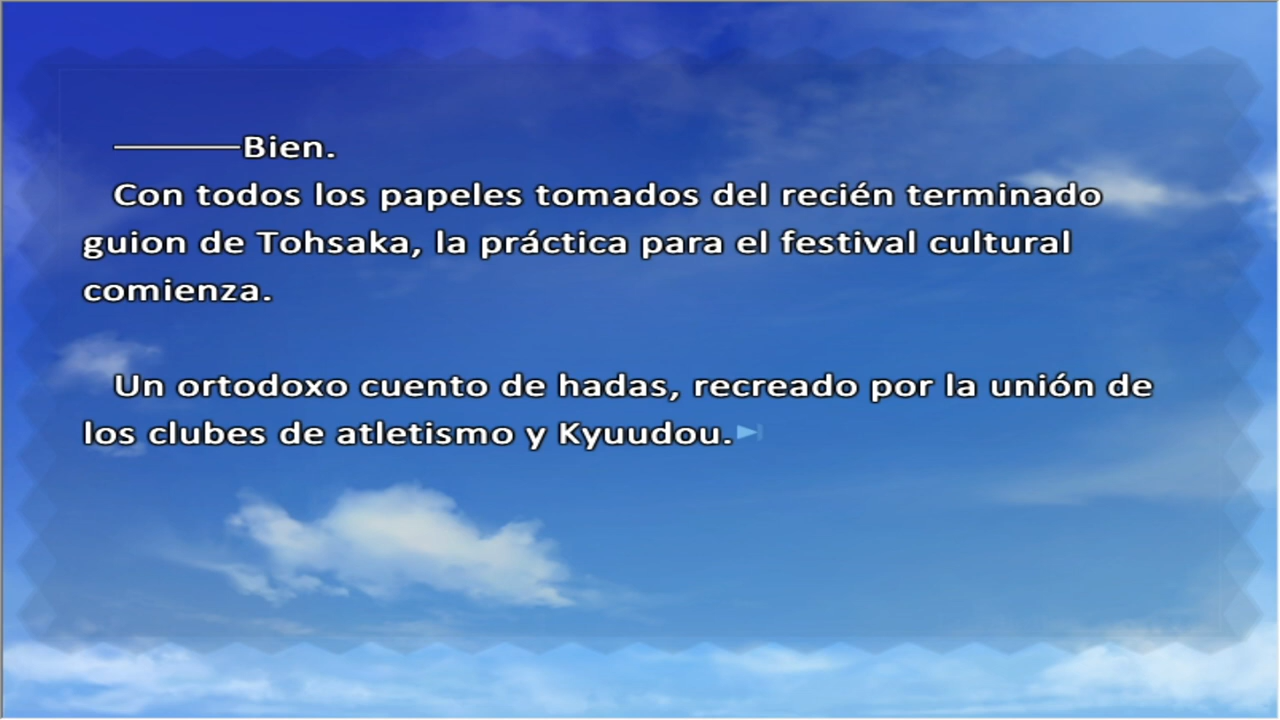 ————Bien.
Con todos los papeles tomados del recién terminado
guion de Tohsaka, la práctica para el festival cultural
comienza.
Un ortodoxo cuento de hadas, recreado por la unión de
los clubes de atletismo y Kyuudou.